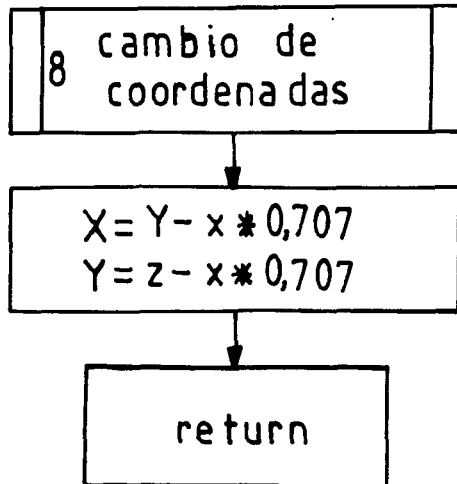 8 cambio de
coordenadas
X = Y - x * 0,707
Y = z - x * 0,707
return